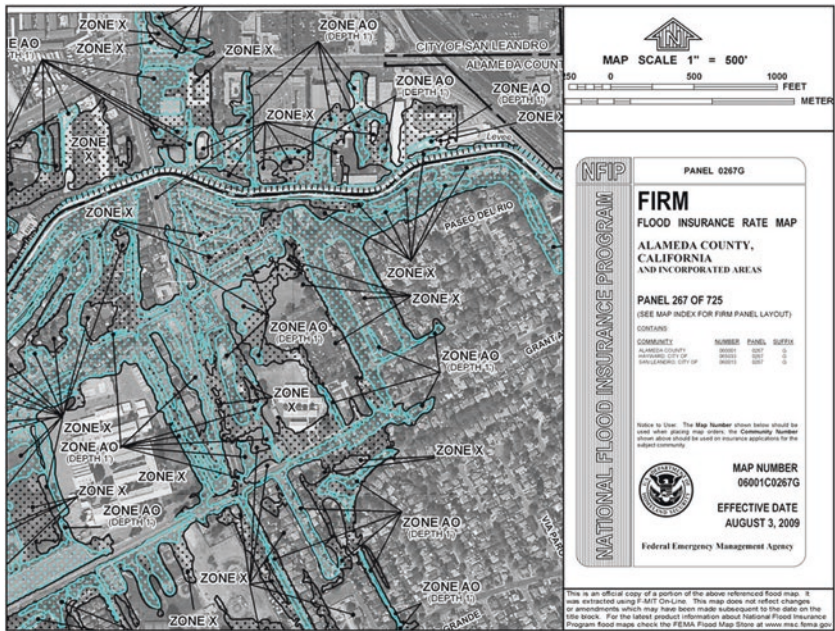 ZONE X
ZONE X
E AO
ZONE X
ZONE AO
(DEPTH 1')
CITY OF SAN LEANDRO
ALAMEDA COUNT
ZONE AO
(DEPTH 1')
ZONE AO
(DEPTH 1')
ZONE X
ZONE
X
ZONE X
Levee
ZONE X
PASEO DEL RIO
ZONE X
ZONE X
ZONE AO
(DEPTH 1')
GRANT A
ZONE AO
(DEPTH 1')
ZONE
X
ZONE X
ZONE AO
(DEPTH 1')
ZONE X
ZONE X
ZONE X
ZONE AO
(DEPTH 1')
ZONE AO
(DEPTH 1')
ZONE X
ZONE AO
(DEPTH 1')
ZONE X
GRANDE
MAP SCALE 1" = 500'
250 0 500 1000
FEET
METER
NFIP
NATIONAL FLOOD INSURANCE PROGRAM
PANEL 0267G
FIRM
FLOOD INSURANCE RATE MAP
ALAMEDA COUNTY,
CALIFORNIA
AND INCORPORATED AREAS
PANEL 267 OF 725
(SEE MAP INDEX FOR FIRM PANEL LAYOUT)
CONTAINS:
COMMUNITY NUMBER PANEL SUFFIX
ALAMEDA COUNTY 060001 0267 G
HAYWARD, CITY OF 065033 0267 G
SAN LEANDRO, CITY OF 060013 0267 G
Notice to User: The Map Number shown below should be
used when placing map orders; the Community Number
shown above should be used on insurance applications for the
subject community.
MAP NUMBER
06001C0267G
EFFECTIVE DATE
AUGUST 3, 2009
Federal Emergency Management Agency
This is an official copy of a portion of the above referenced flood map. It
was extracted using F-MIT On-Line. This map does not reflect changes
or amendments which may have been made subsequent to the date on the
title block. For the latest product information about National Flood Insurance
Program flood maps check the FEMA Flood Map Store at www.msc.fema.gov